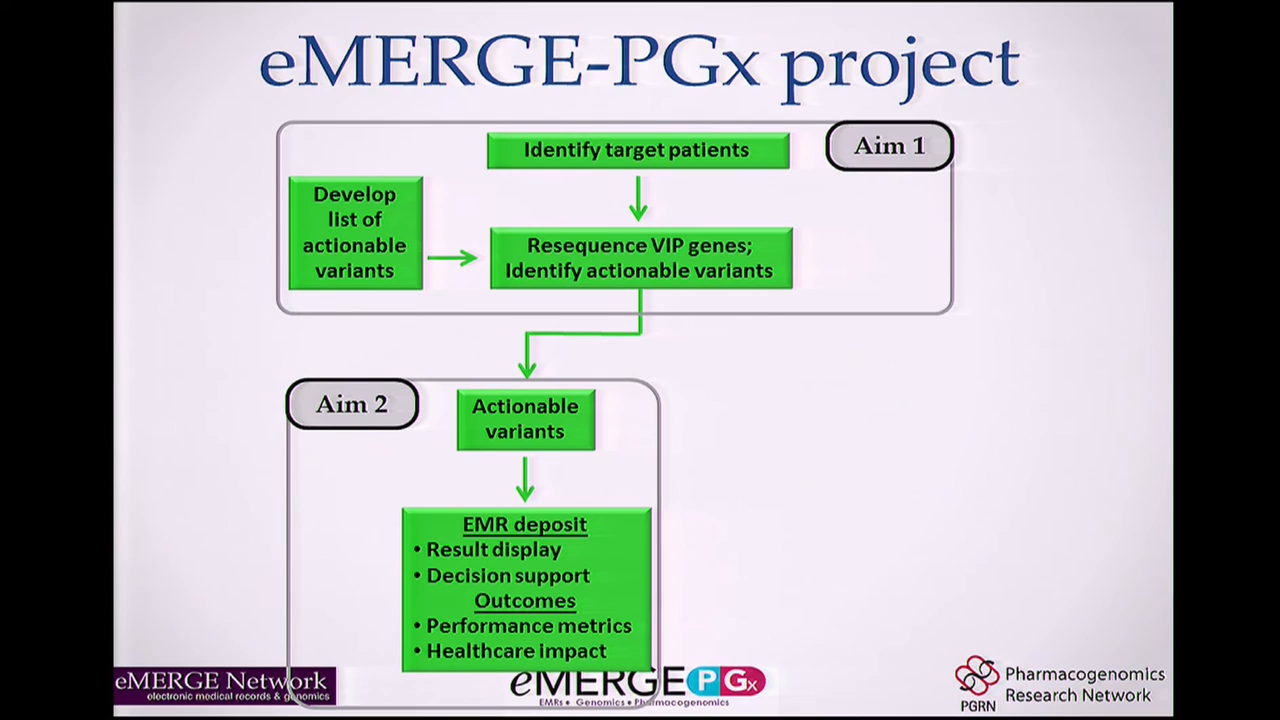 eMERGE-PGx project
Identify target patients
Aim 1
Develop
list of
actionable
variants
Resequence VIP genes;
Identify actionable variants
Aim 2
Actionable
variants
EMR deposit
• Result display
• Decision support
Outcomes
• Performance metrics
• Healthcare impact
eMERGE Network
electronic medical records & genomics
eMERGE PGx
EMRs • Genomics • Pharmacogenomics
PGRN
Pharmacogenomics
Research Network